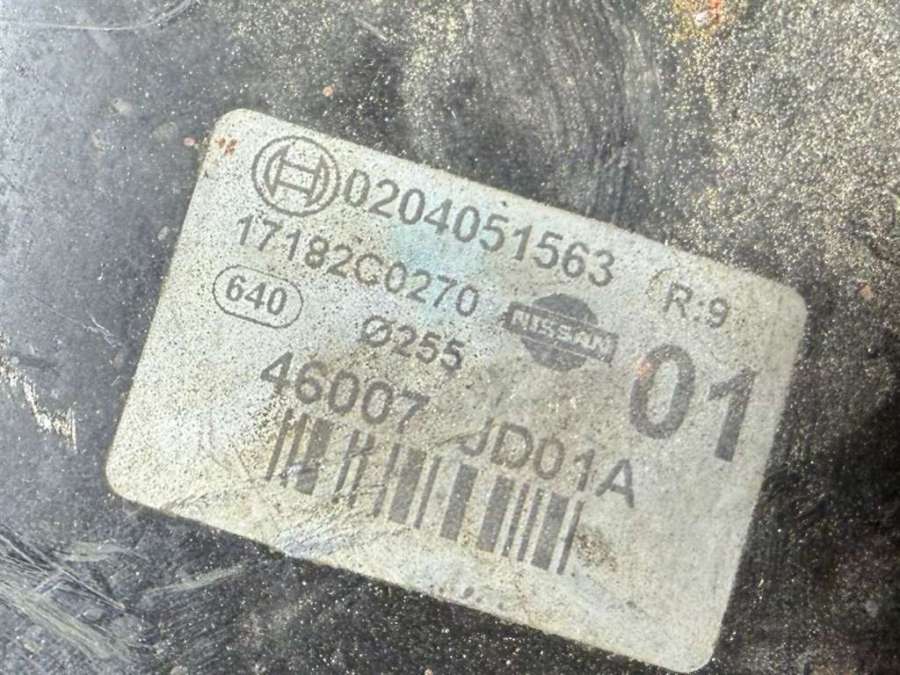 0204051563
17182C0270
R:9
640
Ø255
NISSAN
01
46007 JD01A